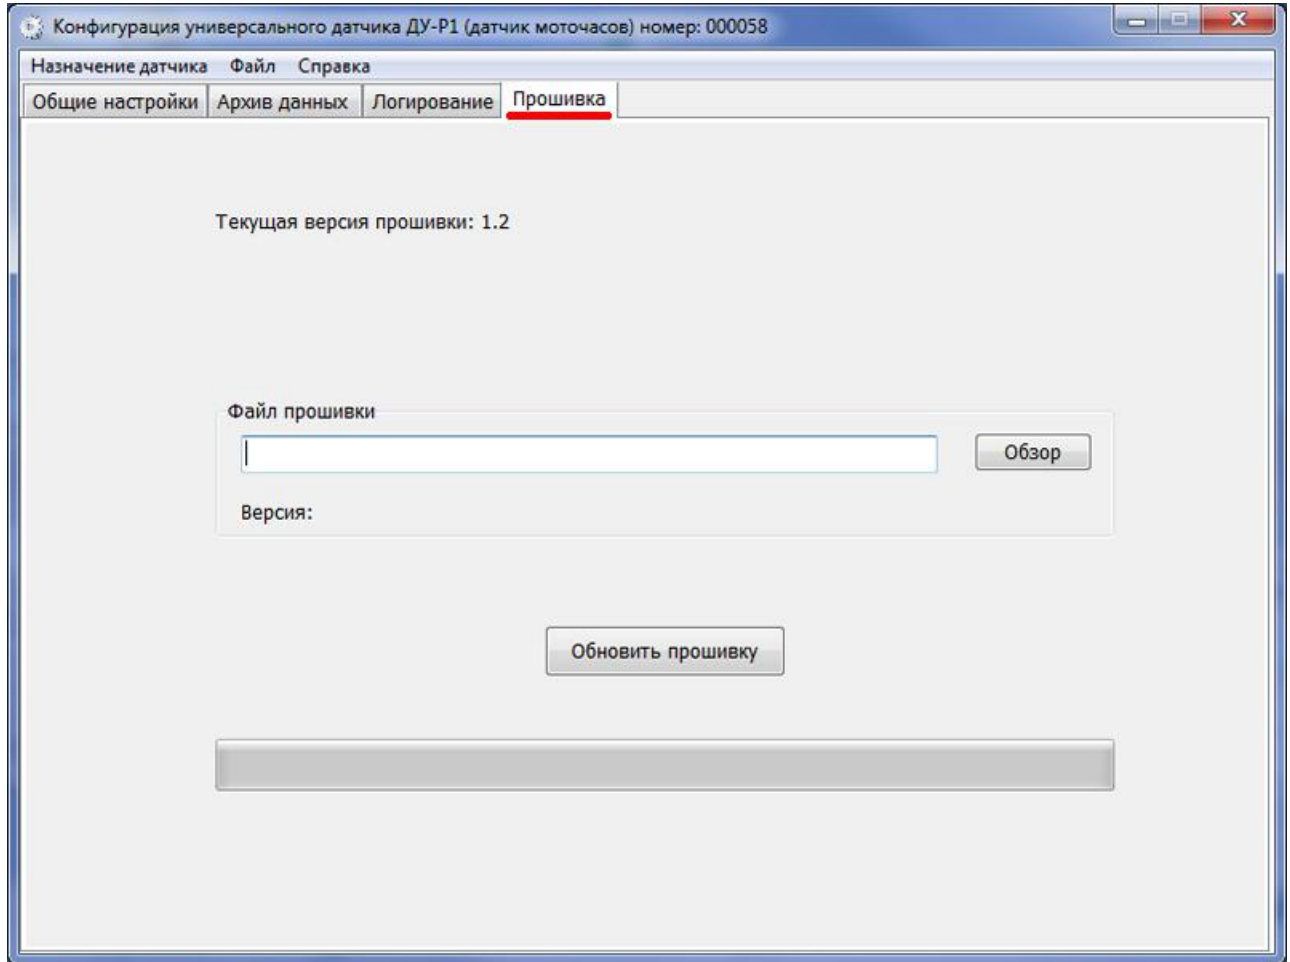 Конфигурация универсального датчика ДУ-Р1 (датчик моточасов) номер: 000058
Назначение датчика Файл Справка
Общие настройки Архив данных Логирование Прошивка
Текущая версия прошивки: 1.2
Файл прошивки
Обзор
Версия:
Обновить прошивку